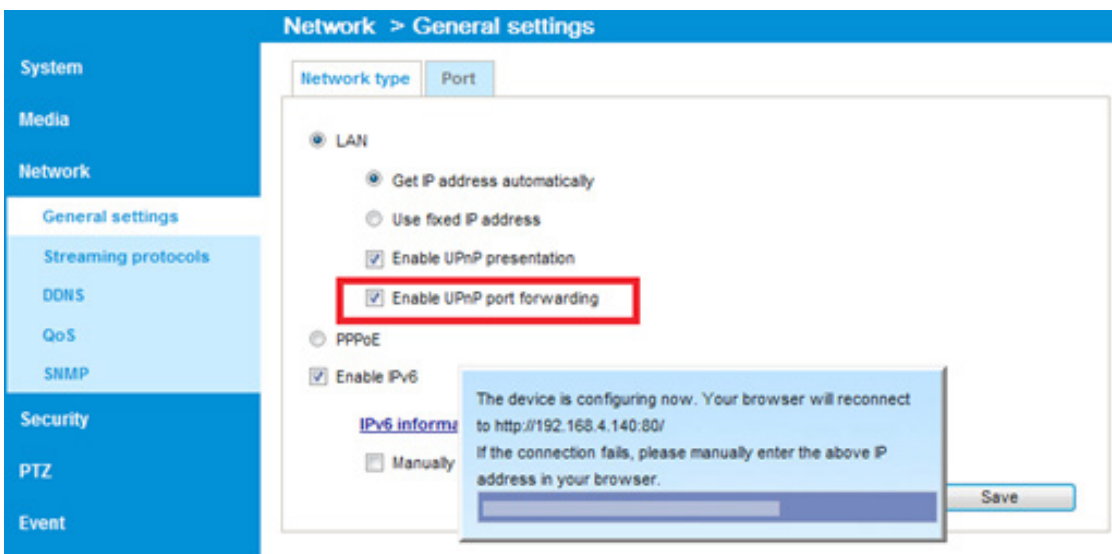 Network > General settings
System
Media
Network
General settings
Streaming protocols
DDNS
QoS
SNMP
Security
PTZ
Event
Network type
Port
LAN
Get IP address automatically
Use fixed IP address
Enable UPnP presentation
Enable UPnP port forwarding
PPPoE
Enable IPv6
IPv6 informa
Manually
The device is configuring now. Your browser will reconnect
to http://192.168.4.140:80/
If the connection fails, please manually enter the above IP
address in your browser.
Save